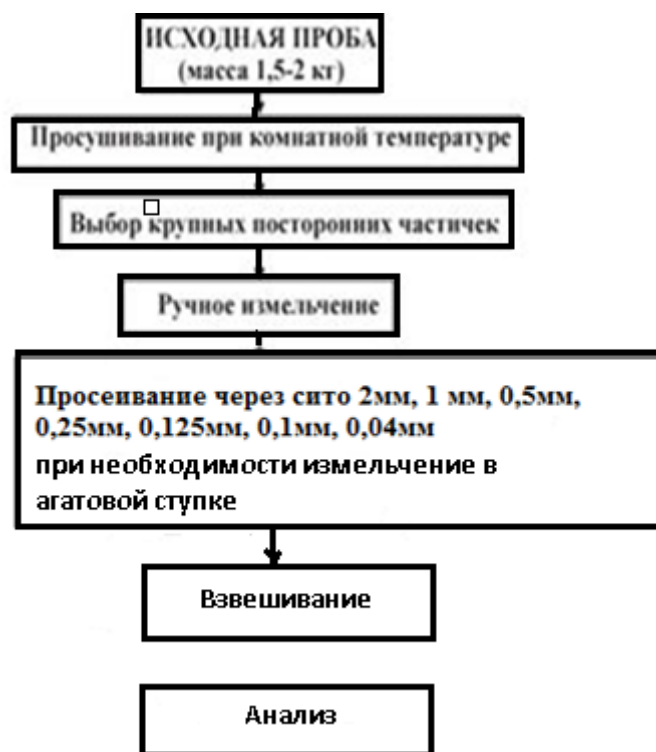 ИСХОДНАЯ ПРОБА
(масса 1,5-2 кг)
Просушивание при комнатной температуре
Выбор крупных посторонних частичек
Ручное измельчение
Просеивание через сито 2мм, 1 мм, 0,5мм,
0,25мм, 0,125мм, 0,1мм, 0,04мм
при необходимости измельчение в
агатовой ступке
Взвешивание
Анализ